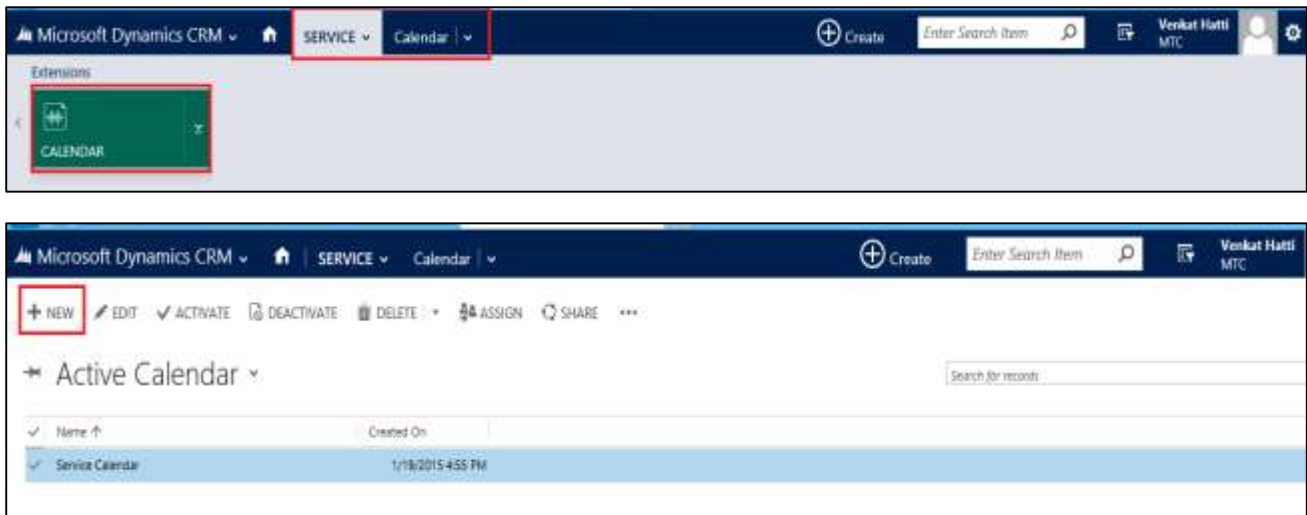 Microsoft Dynamics CRM SERVICE Calendar Create Enter Search Item Venkat Hatti
MTC
Extensions
CALENDAR
Microsoft Dynamics CRM SERVICE Calendar Create Enter Search Item Venkat Hatti
MTC
NEW EDIT ACTIVATE DEACTIVATE DELETE ASSIGN SHARE •••
Active Calendar
Search for records
Name ↑ Created On
Service Calendar 1/19/2015 4:55 PM